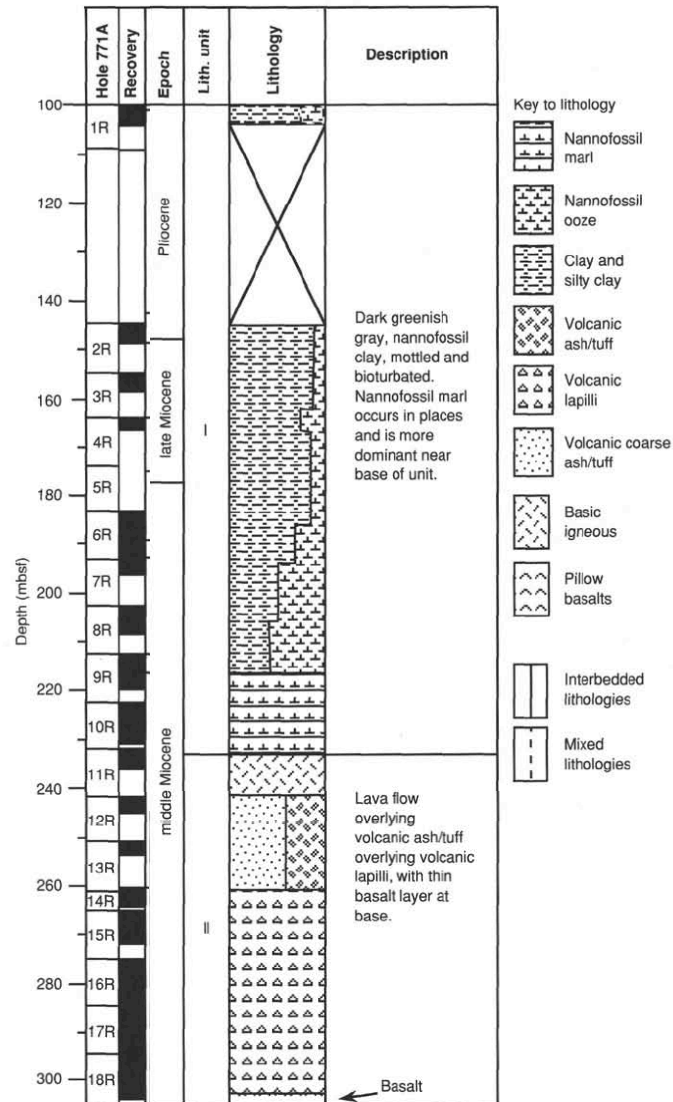 Hole 771A
Recovery
Epoch
Lith. unit
Lithology
Description
Depth (mbsf)
100
120
140
160
180
200
220
240
260
280
300
1R
2R
3R
4R
5R
6R
7R
8R
9R
10R
11R
12R
13R
14R
15R
16R
17R
18R
Pliocene
late Miocene
middle Miocene
I
II
Dark greenish
gray, nannofossil
clay, mottled and
bioturbated.
Nannofossil marl
occurs in places
and is more
dominant near
base of unit.
Lava flow
overlying
volcanic ash/tuff
overlying volcanic
lapilli, with thin
basalt layer at
base.
Basalt
Key to lithology
Nannofossil
marl
Nannofossil
ooze
Clay and
silty clay
Volcanic
ash/tuff
Volcanic
lapilli
Volcanic coarse
ash/tuff
Basic
igneous
Pillow
basalts
Interbedded
lithologies
Mixed
lithologies